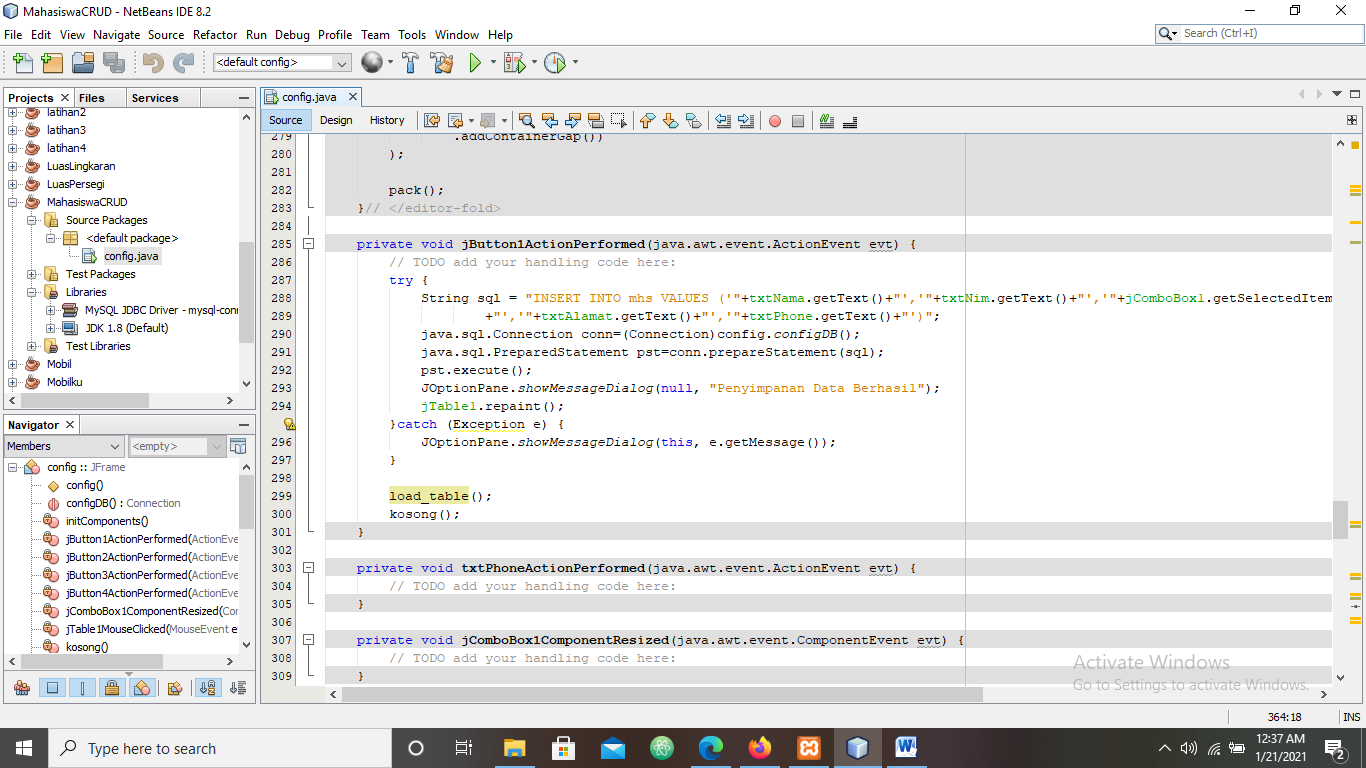 MahasiswaCRUD - NetBeans IDE 8.2
File Edit View Navigate Source Refactor Run Debug Profile Team Tools Window Help
Search (Ctrl+I)
<default config>
Projects Files Services
latihan2
latihan3
latihan4
LuasLingkaran
LuasPersegi
MahasiswaCRUD
Source Packages
<default package>
config.java
Test Packages
Libraries
MySQL JDBC Driver - mysql-con
JDK 1.8 (Default)
Test Libraries
Mobil
Mobilku
Navigator
Members <empty>
config :: JFrame
config()
configDB() : Connection
initComponents()
jButton1ActionPerformed(ActionEve
jButton2ActionPerformed(ActionEve
jButton3ActionPerformed(ActionEve
jButton4ActionPerformed(ActionEve
jComboBox1ComponentResized(Cor
jTable1MouseClicked(MouseEvent e
kosong()
config.java
Source Design History
279 .addContainerGap())
280 );
281
282 pack();
283 }// </editor-fold>
284
285 private void jButton1ActionPerformed(java.awt.event.ActionEvent evt) {
286 // TODO add your handling code here:
287 try {
288 String sql = "INSERT INTO mhs VALUES ('"+txtNama.getText()+"','"+txtNim.getText()+"','"+jComboBox1.getSelectedItem
289 +"','"+txtAlamat.getText()+"','"+txtPhone.getText()+"')";
290 java.sql.Connection conn=(Connection)config.configDB();
291 java.sql.PreparedStatement pst=conn.prepareStatement(sql);
292 pst.execute();
293 JOptionPane.showMessageDialog(null, "Penyimpanan Data Berhasil");
294 jTable1.repaint();
}catch (Exception e) {
296 JOptionPane.showMessageDialog(this, e.getMessage());
297 }
298
299 load_table();
300 kosong();
301 }
302
303 private void txtPhoneActionPerformed(java.awt.event.ActionEvent evt) {
304 // TODO add your handling code here:
305 }
306
307 private void jComboBox1ComponentResized(java.awt.event.ComponentEvent evt) {
308 // TODO add your handling code here:
309 }
Activate Windows
Go to Settings to activate Windows.
364:18 INS
Type here to search
12:37 AM
1/21/2021
2